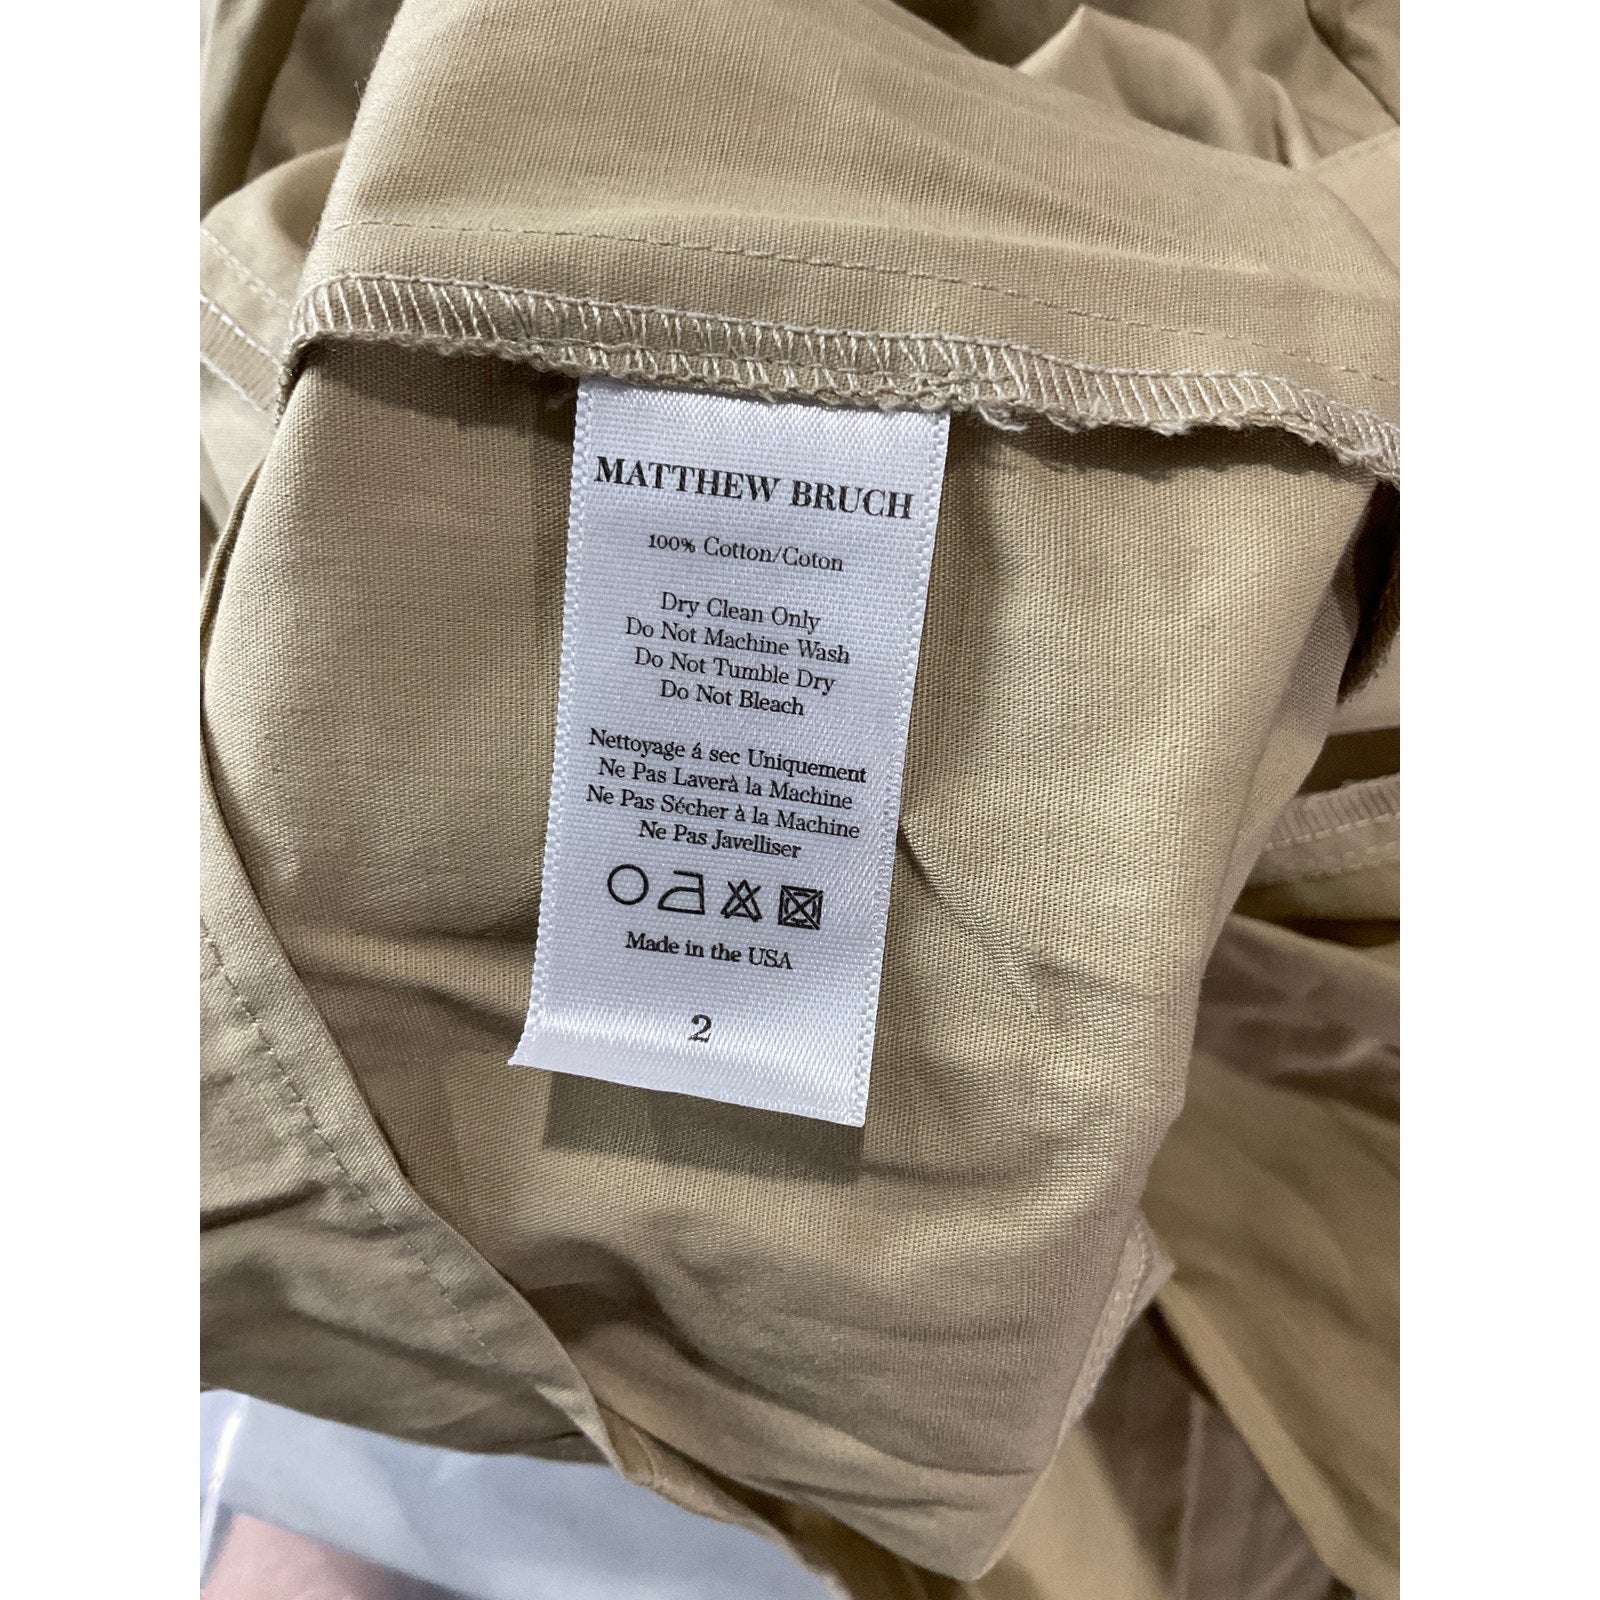 MATTHEW BRUCH
100% Cotton/Coton
Dry Clean Only
Do Not Machine Wash
Do Not Tumble Dry
Do Not Bleach
Nettoyage á sec Uniquement
Ne Pas Laverà la Machine
Ne Pas Sécher à la Machine
Ne Pas Javelliser
Made in the USA
2